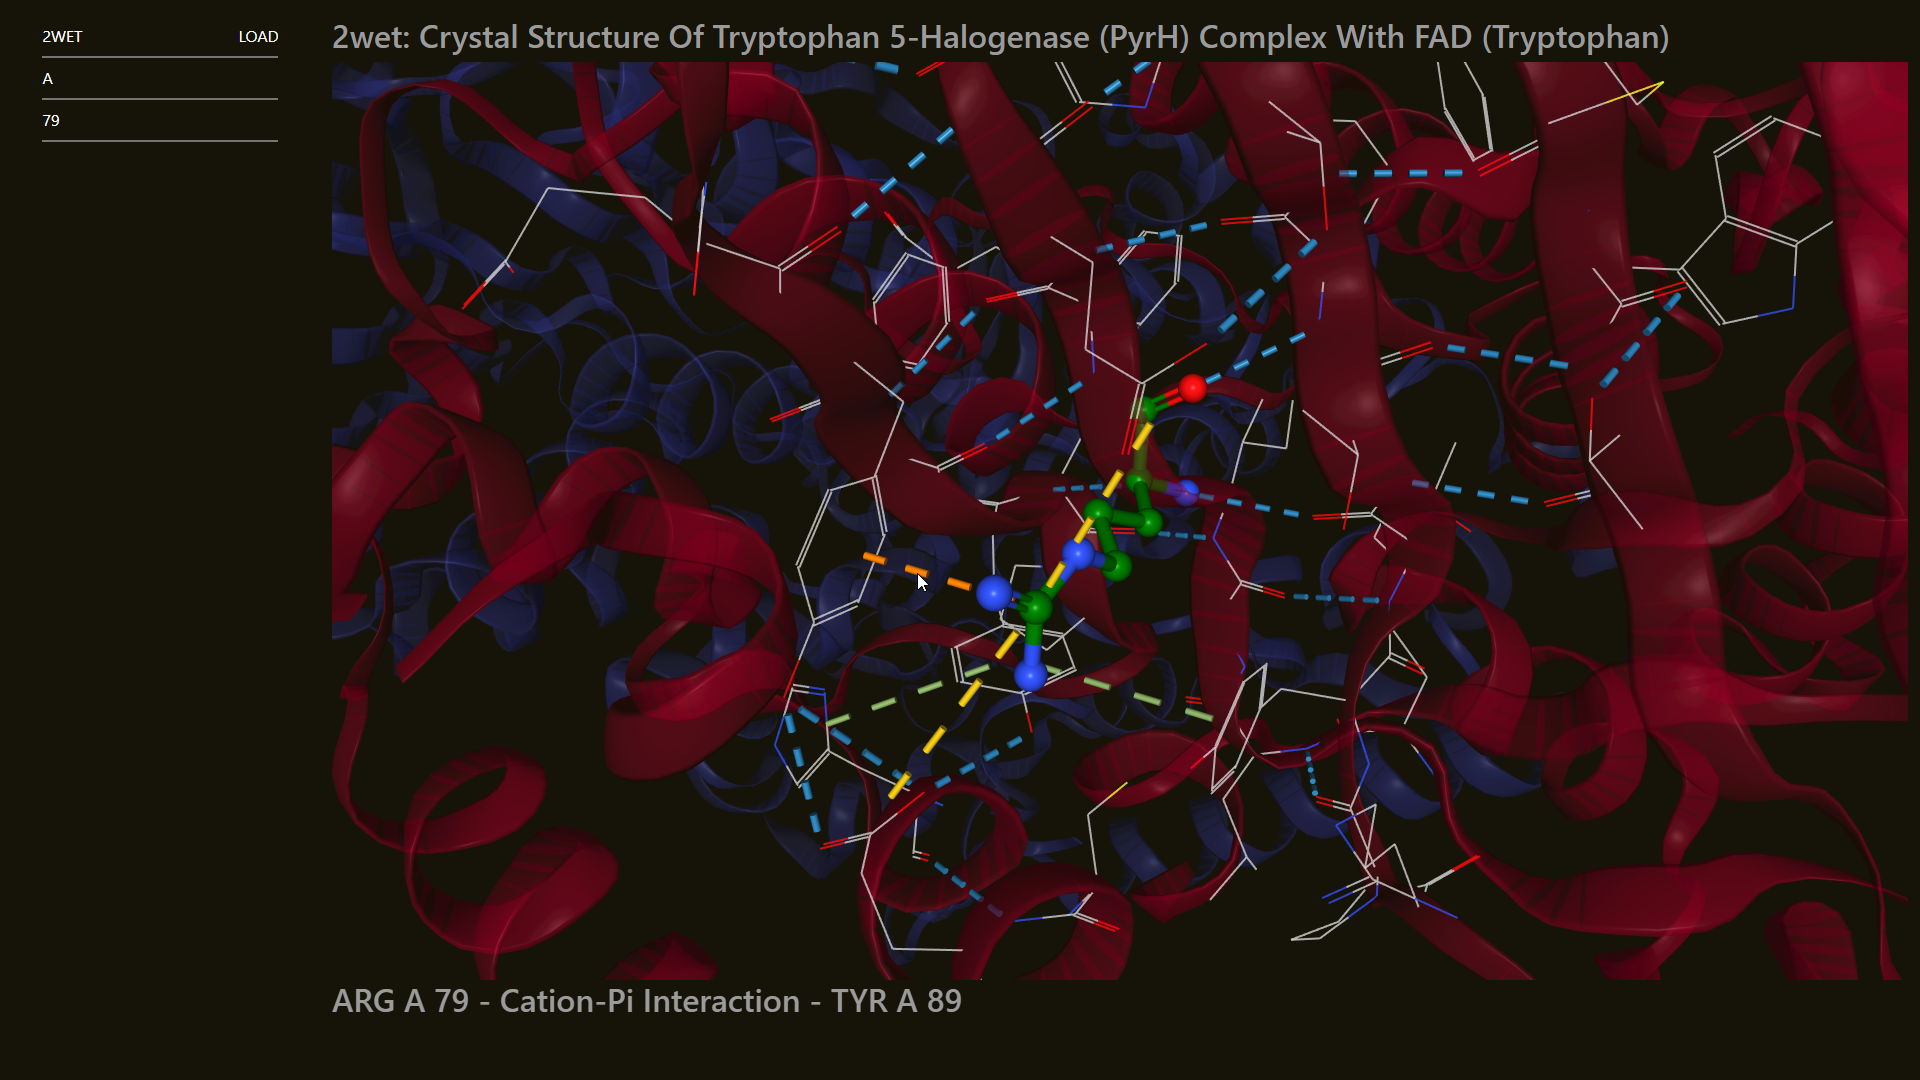 2WET LOAD
2wet: Crystal Structure Of Tryptophan 5-Halogenase (PyrH) Complex With FAD (Tryptophan)
A
79
ARG A 79 - Cation-Pi Interaction - TYR A 89